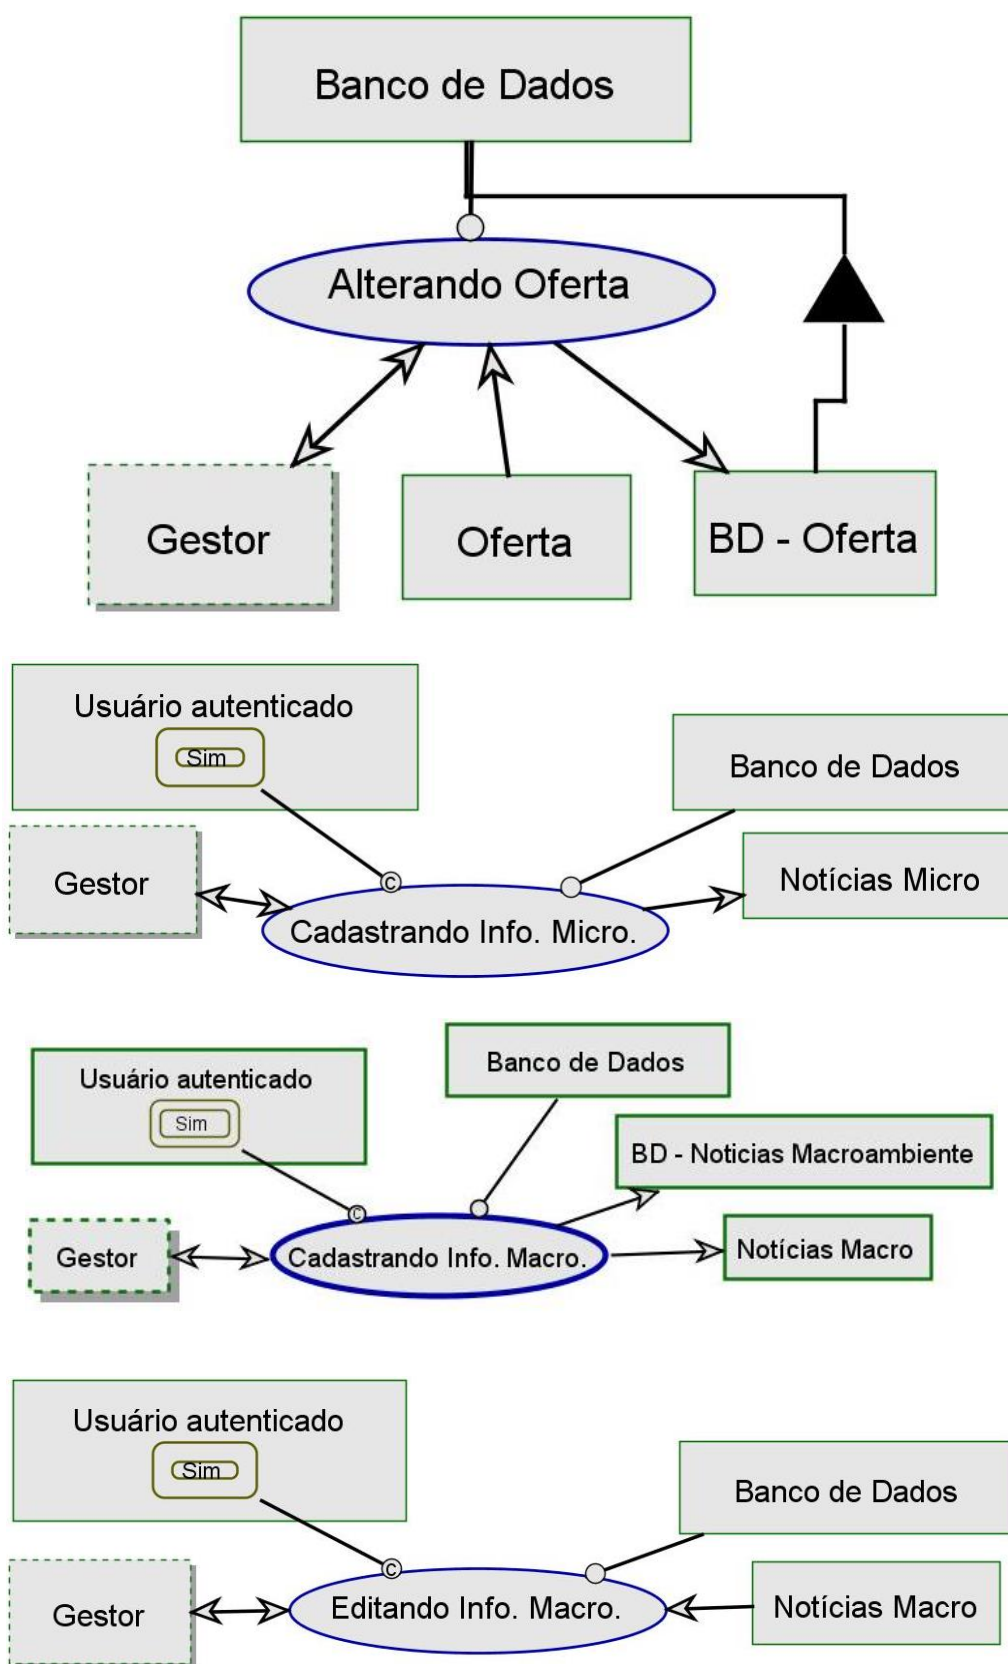 Banco de Dados
Alterando Oferta
Gestor
Oferta
BD - Oferta
Usuário autenticado
Sim
Banco de Dados
Gestor
Notícias Micro
C
Cadastrando Info. Micro.
Banco de Dados
Usuário autenticado
Sim
BD - Noticias Macroambiente
C
Gestor
Cadastrando Info. Macro.
Notícias Macro
Usuário autenticado
Sim
Banco de Dados
C
Gestor
Editando Info. Macro.
Notícias Macro